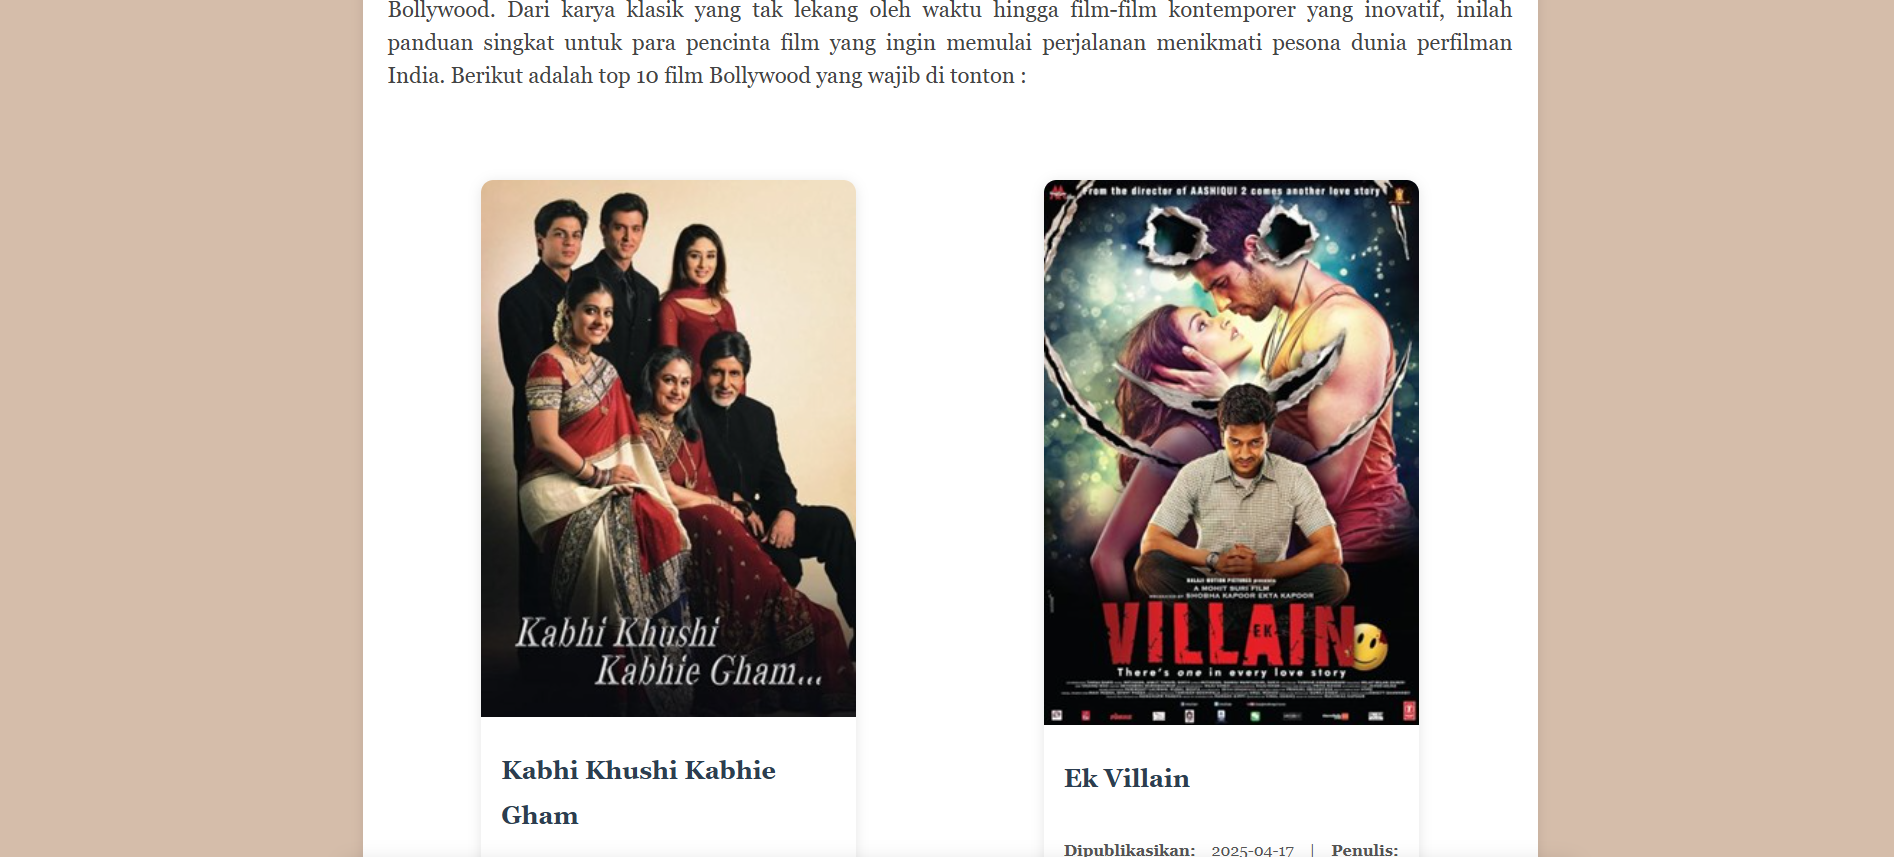 Bollywood. Dari karya klasik yang tak lekang oleh waktu hingga film-film kontemporer yang inovatif, inilah
panduan singkat untuk para pencinta film yang ingin memulai perjalanan menikmati pesona dunia perfilman
India. Berikut adalah top 10 film Bollywood yang wajib di tonton :
Kabhi Khushi
Kabhie Gham...
Kabhi Khushi Kabhie
Gham
From the director of AASHIQUI 2 comes another love story
BALAJI MOTION PICTURES presents
A MOHIT SURI FILM
PRODUCED BY SHOBHA KAPOOR EKTA KAPOOR
EK
VILLAIN
There's one in every love story
Ek Villain
Dipublikasikan: 2025-04-17 | Penulis: